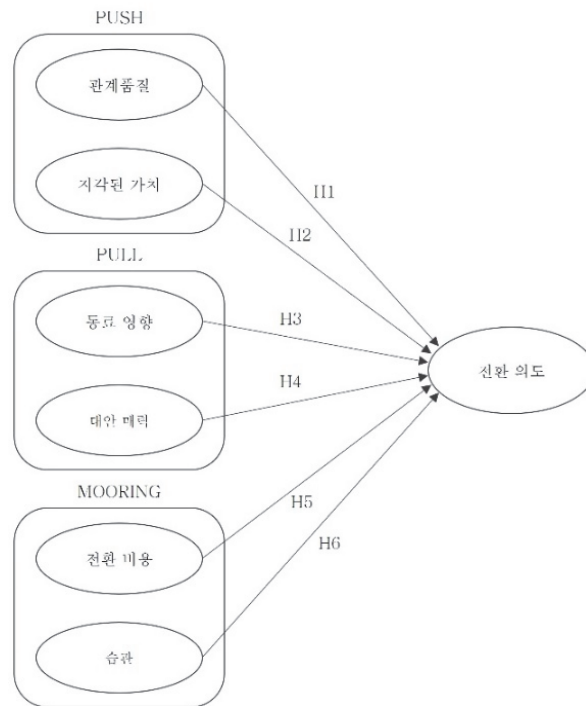 PUSH
관계품질
지각된 가치
H1
H2
PULL
동료 영향
H3
대안 매력
H4
전환 의도
MOORING
전환 비용
H5
습관
H6